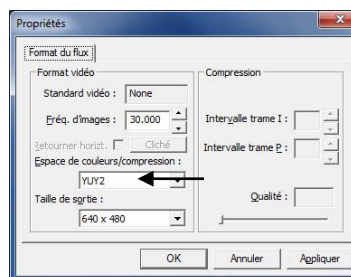 Propriétés
Format du flux
Format vidéo
Standard vidéo : None
Fréq. d'images : 30.000
Retourner horizt. Cliché
Espace de couleurs/compression :
YUY2
Taille de sortie :
640 x 480
Compression
Intervalle trame I :
Intervalle trame P :
Qualité :
OK Annuler Appliquer